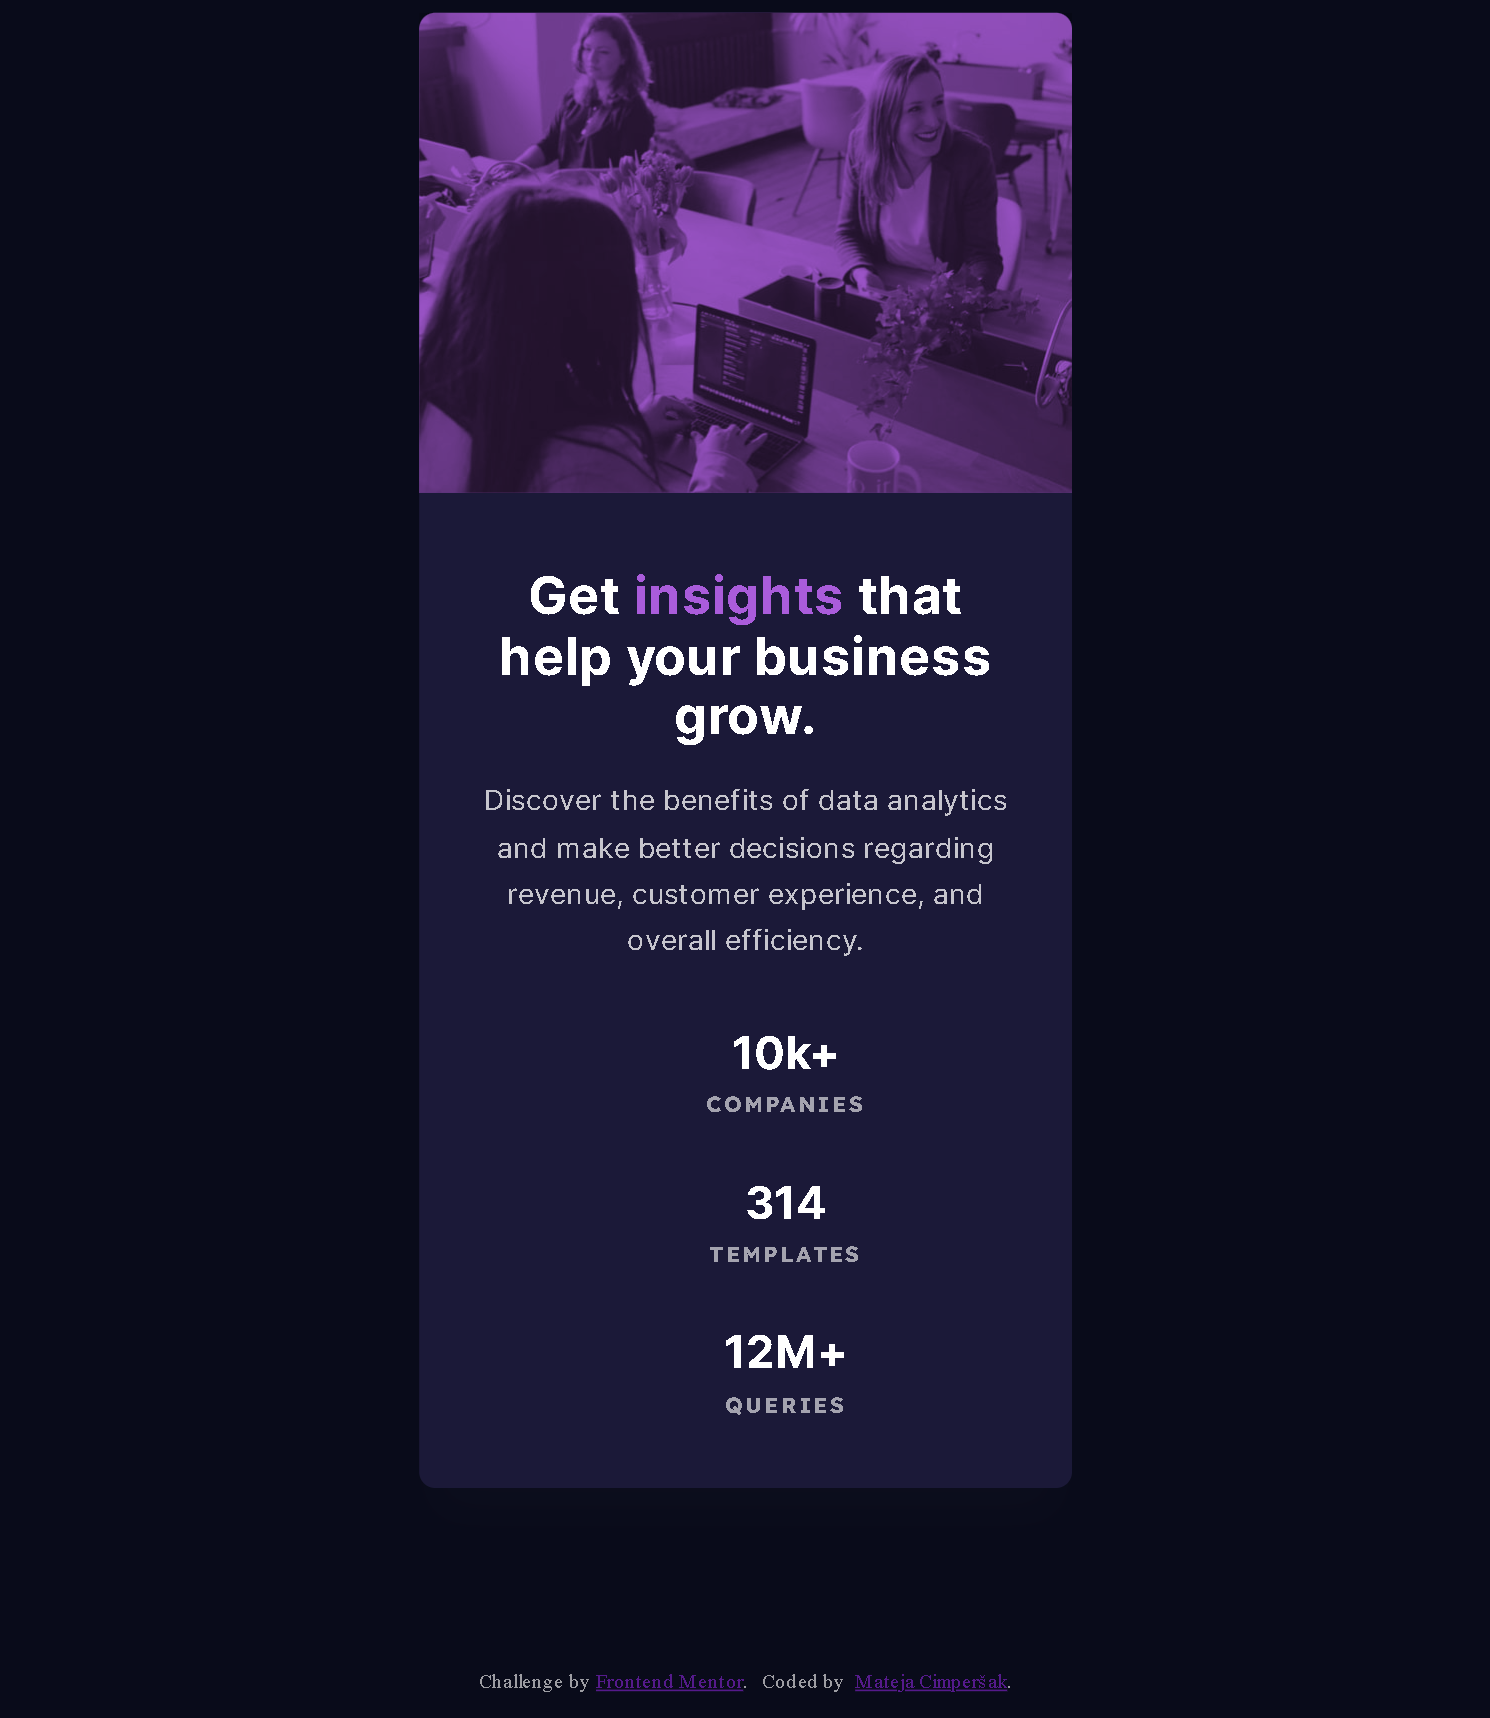 Get insights that
help your business
grow.
Discover the benefits of data analytics
and make better decisions regarding
revenue, customer experience, and
overall efficiency.
10k+
COMPANIES
314
TEMPLATES
12M+
QUERIES
Challenge by Frontend Mentor. Coded by Mateja Cimperšak.